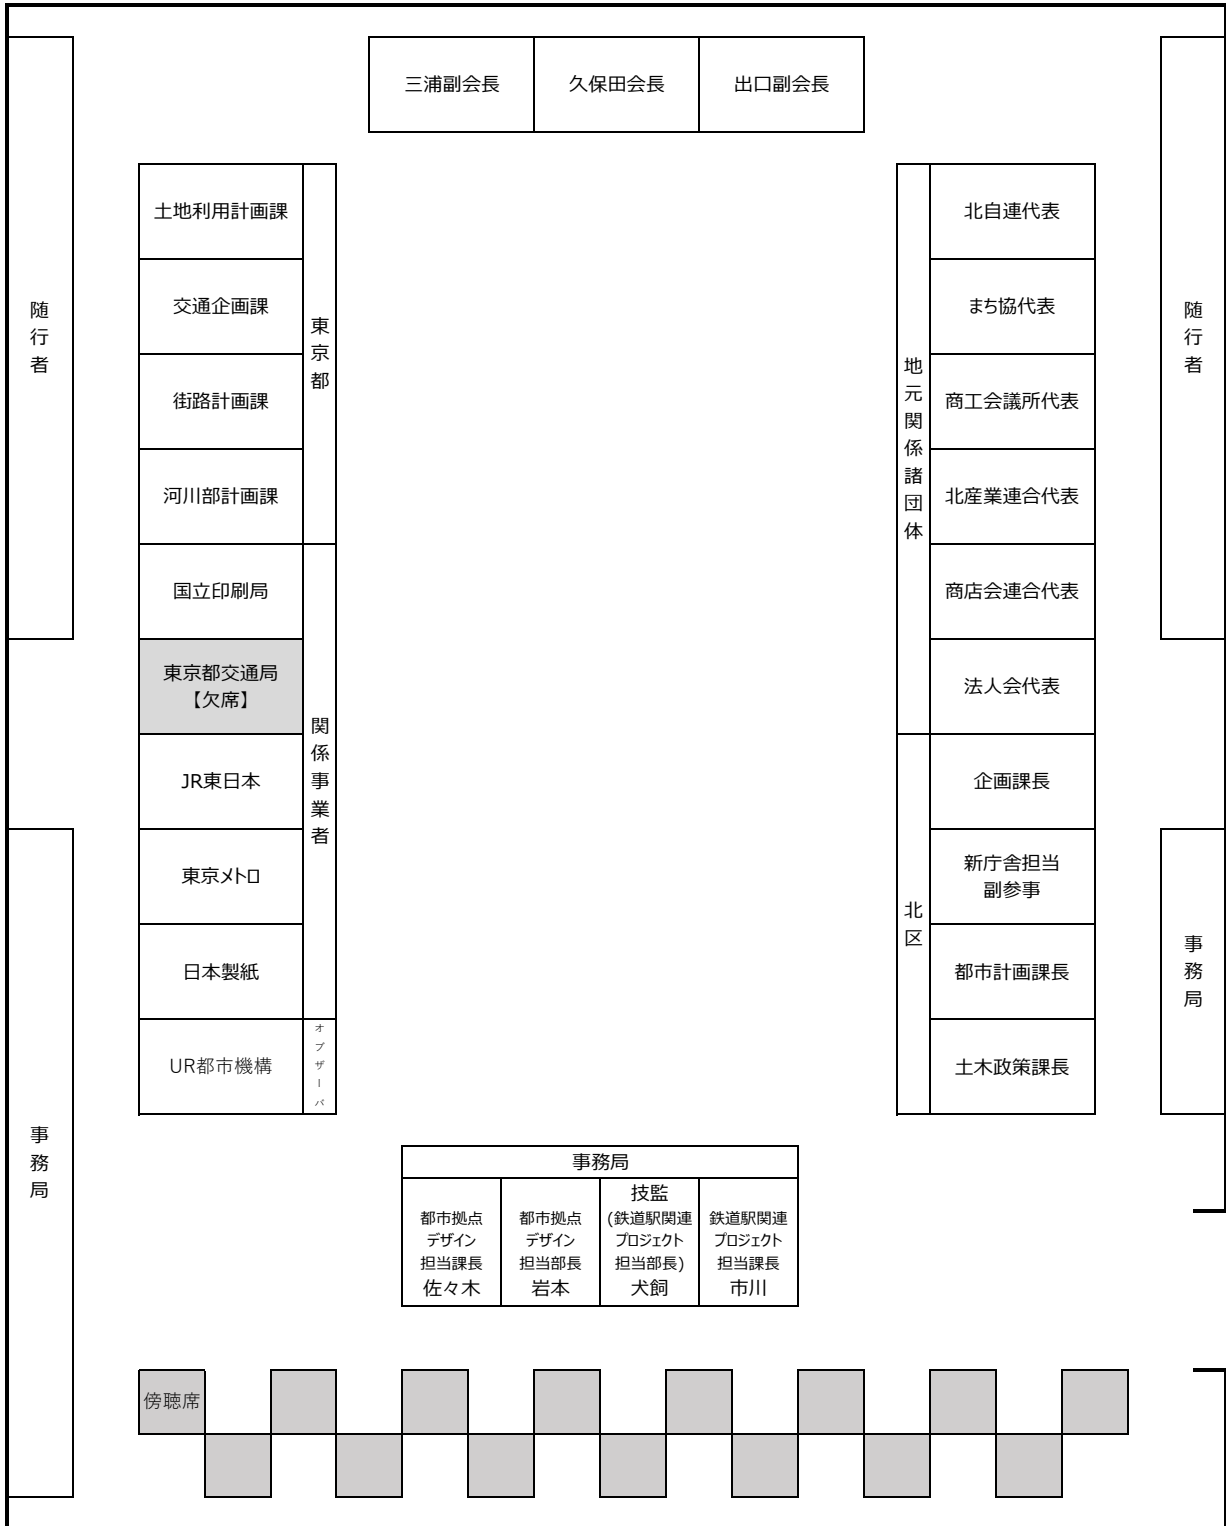 三浦副会長
久保田会長
出口副会長
随行者
土地利用計画課
交通企画課
街路計画課
河川部計画課
東京都
国立印刷局
東京都交通局
【欠席】
JR東日本
東京メトロ
日本製紙
関係事業者
UR都市機構
オブザーバ
地元関係諸団体
北自連代表
まち協代表
商工会議所代表
北産業連合代表
商店会連合代表
法人会代表
北区
企画課長
新庁舎担当
副参事
都市計画課長
土木政策課長
随行者
事務局
事務局
事務局
都市拠点
デザイン
担当課長
佐々木
都市拠点
デザイン
担当部長
岩本
技監
(鉄道駅関連
プロジェクト
担当部長)
犬飼
鉄道駅関連
プロジェクト
担当課長
市川
傍聴席